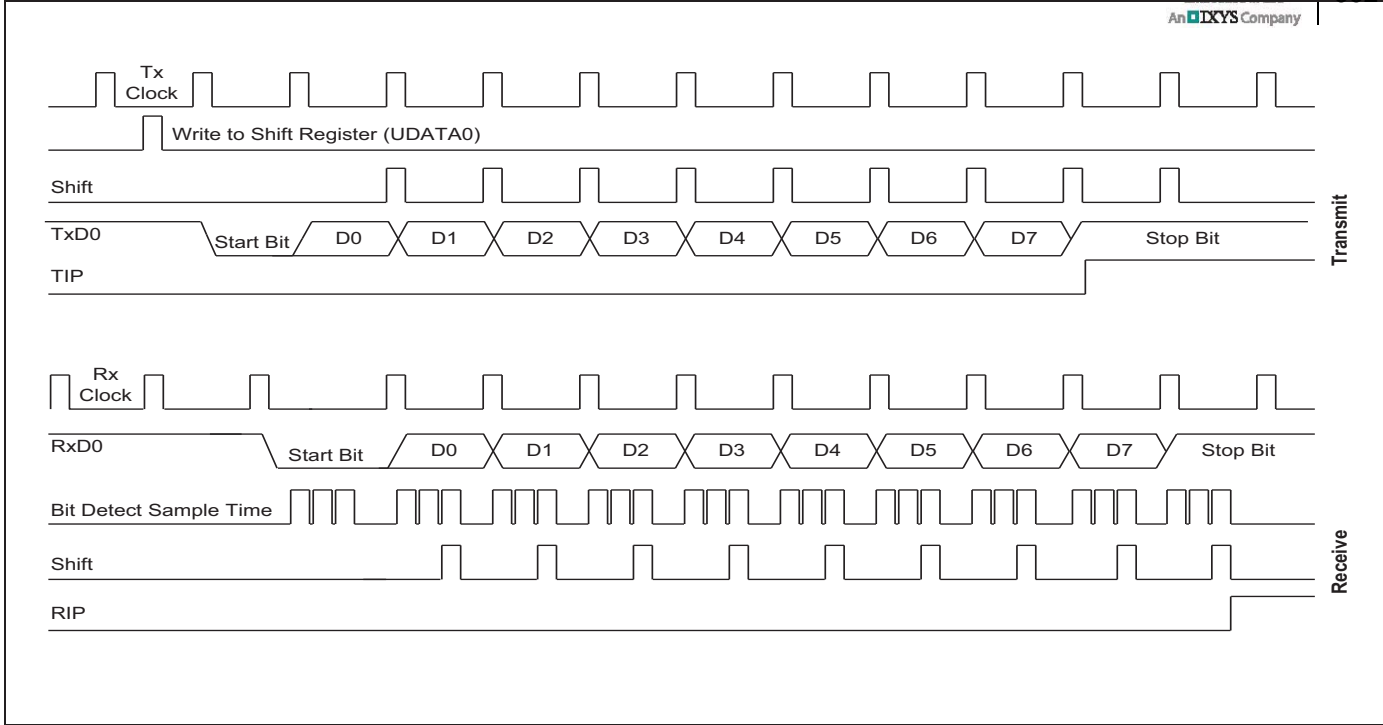 An IXYS Company
Tx
Clock
Write to Shift Register (UDATA0)
Shift
TxD0
Start Bit
D0
D1
D2
D3
D4
D5
D6
D7
Stop Bit
TIP
Transmit
Rx
Clock
RxD0
Start Bit
D0
D1
D2
D3
D4
D5
D6
D7
Stop Bit
Bit Detect Sample Time
Shift
RIP
Receive